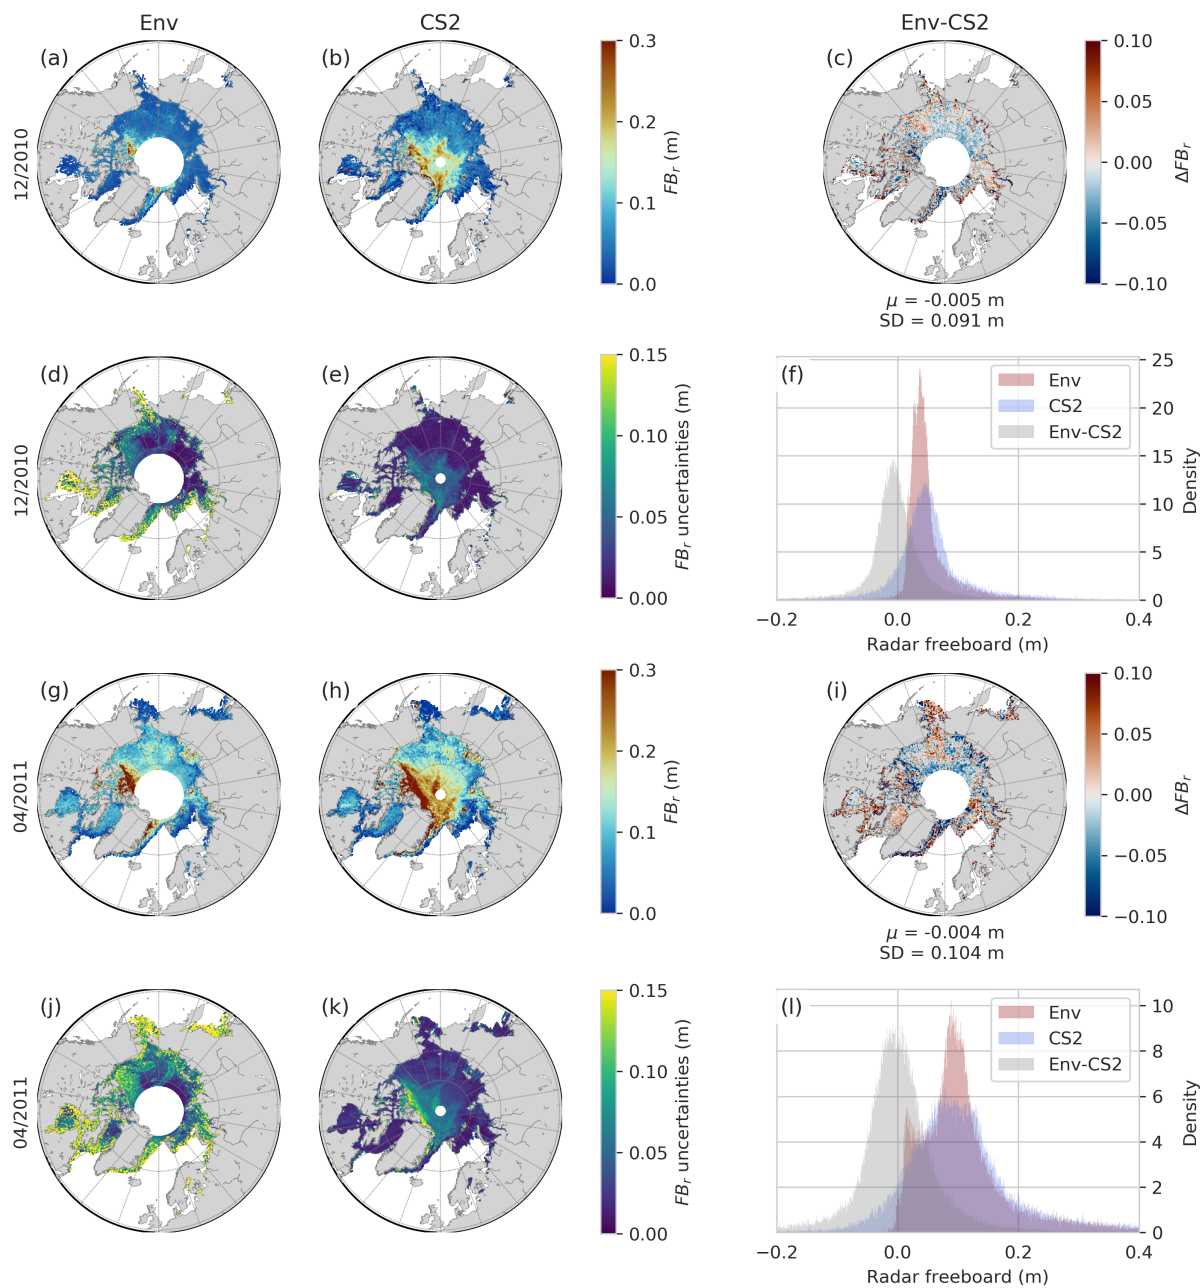 Env
CS2
Env-CS2
12/2010
(a)
(b)
0.3
0.2
0.1
0.0
FBr (m)
(c)
0.10
0.05
0.00
−0.05
−0.10
ΔFBr
μ = -0.005 m
SD = 0.091 m
12/2010
(d)
(e)
0.15
0.10
0.05
0.00
FBr uncertainties (m)
(f)
Env
CS2
Env-CS2
25
20
15
10
5
0
Density
−0.2
0.0
0.2
0.4
Radar freeboard (m)
04/2011
(g)
(h)
0.3
0.2
0.1
0.0
FBr (m)
(i)
0.10
0.05
0.00
−0.05
−0.10
ΔFBr
μ = -0.004 m
SD = 0.104 m
04/2011
(j)
(k)
0.15
0.10
0.05
0.00
FBr uncertainties (m)
(l)
Env
CS2
Env-CS2
10
8
6
4
2
0
Density
−0.2
0.0
0.2
0.4
Radar freeboard (m)